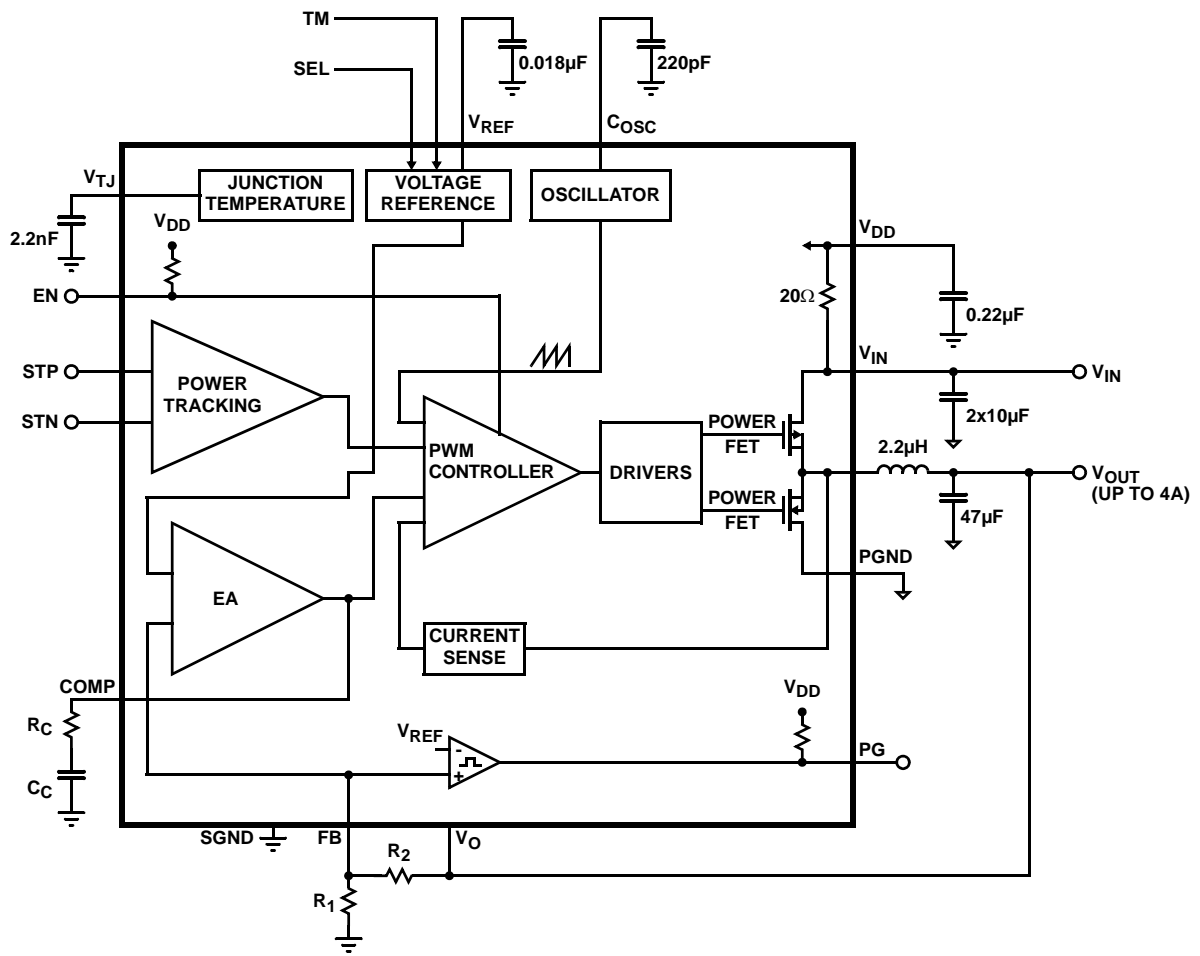 TM
SEL
0.018µF
220pF
VREF
COSC
VTJ
JUNCTION
TEMPERATURE
VOLTAGE
REFERENCE
OSCILLATOR
2.2nF
VDD
VDD
EN
20Ω
0.22µF
STP
STN
POWER
TRACKING
VIN
VIN
2x10µF
PWM
CONTROLLER
DRIVERS
POWER
FET
POWER
FET
2.2µH
VOUT
(UP TO 4A)
47µF
PGND
EA
CURRENT
SENSE
COMP
RC
CC
VREF
-
+
VDD
PG
SGND
FB
VO
R2
R1